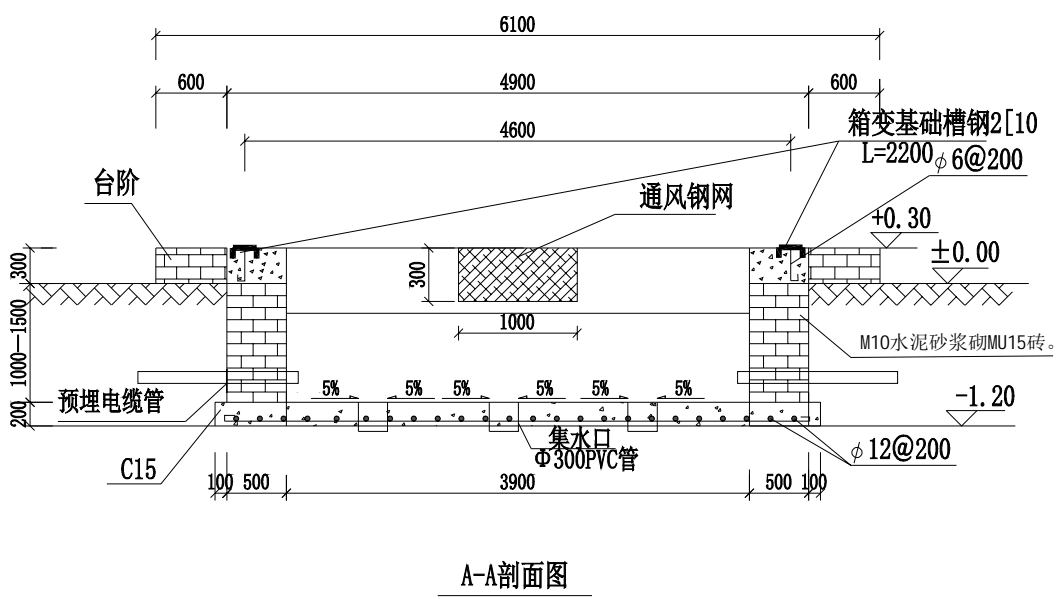 6100
600
4900
600
4600
箱变基础槽钢2[10
L=2200
ϕ6@200
台阶
通风钢网
+0.30
±0.00
300
300
1000
1000—1500
M10水泥砂浆砌MU15砖。
5%
5%
5%
5%
5%
5%
预埋电缆管
200
-1.20
集水口
Φ300PVC管
C15
ϕ12@200
100
500
3900
500
100
A-A剖面图